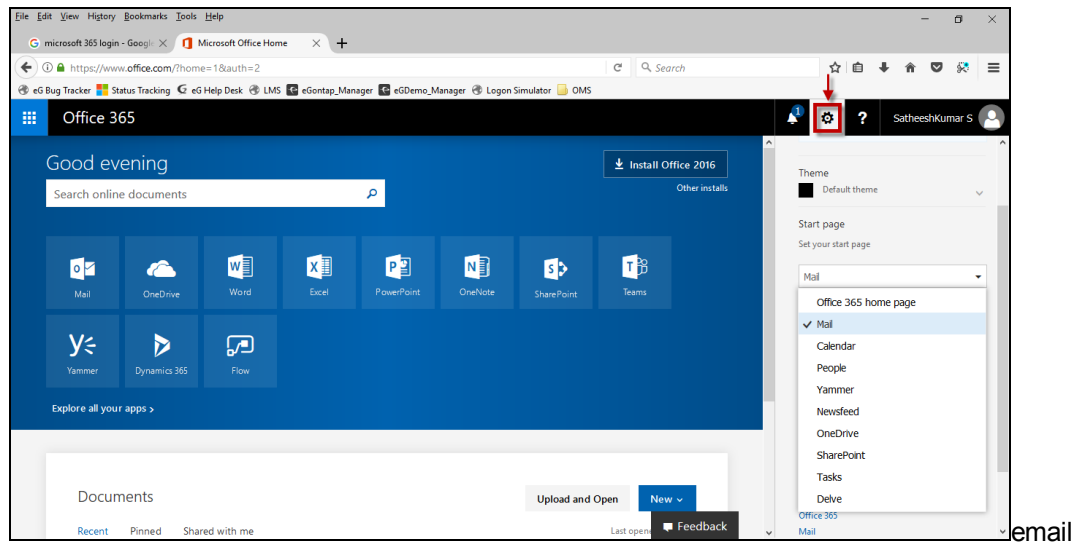 File Edit View History Bookmarks Tools Help
microsoft 365 login - Googl Microsoft Office Home
https://www.office.com/?home=1&auth=2 Search
eG Bug Tracker Status Tracking eG Help Desk LMS eGontap_Manager eGDemo_Manager Logon Simulator OMS
Office 365 1 ? SatheeshKumar S
Good evening
Install Office 2016
Search online documents
Other installs
Mail OneDrive Word Excel PowerPoint OneNote SharePoint Teams
Yammer Dynamics 365 Flow
Explore all your apps >
Documents
Upload and Open New
Recent Pinned Shared with me Last opene
Feedback
Theme
Default theme
Start page
Set your start page
Mail
Office 365 home page
Mail
Calendar
People
Yammer
Newsfeed
OneDrive
SharePoint
Tasks
Delve
Office 365
Mail
email